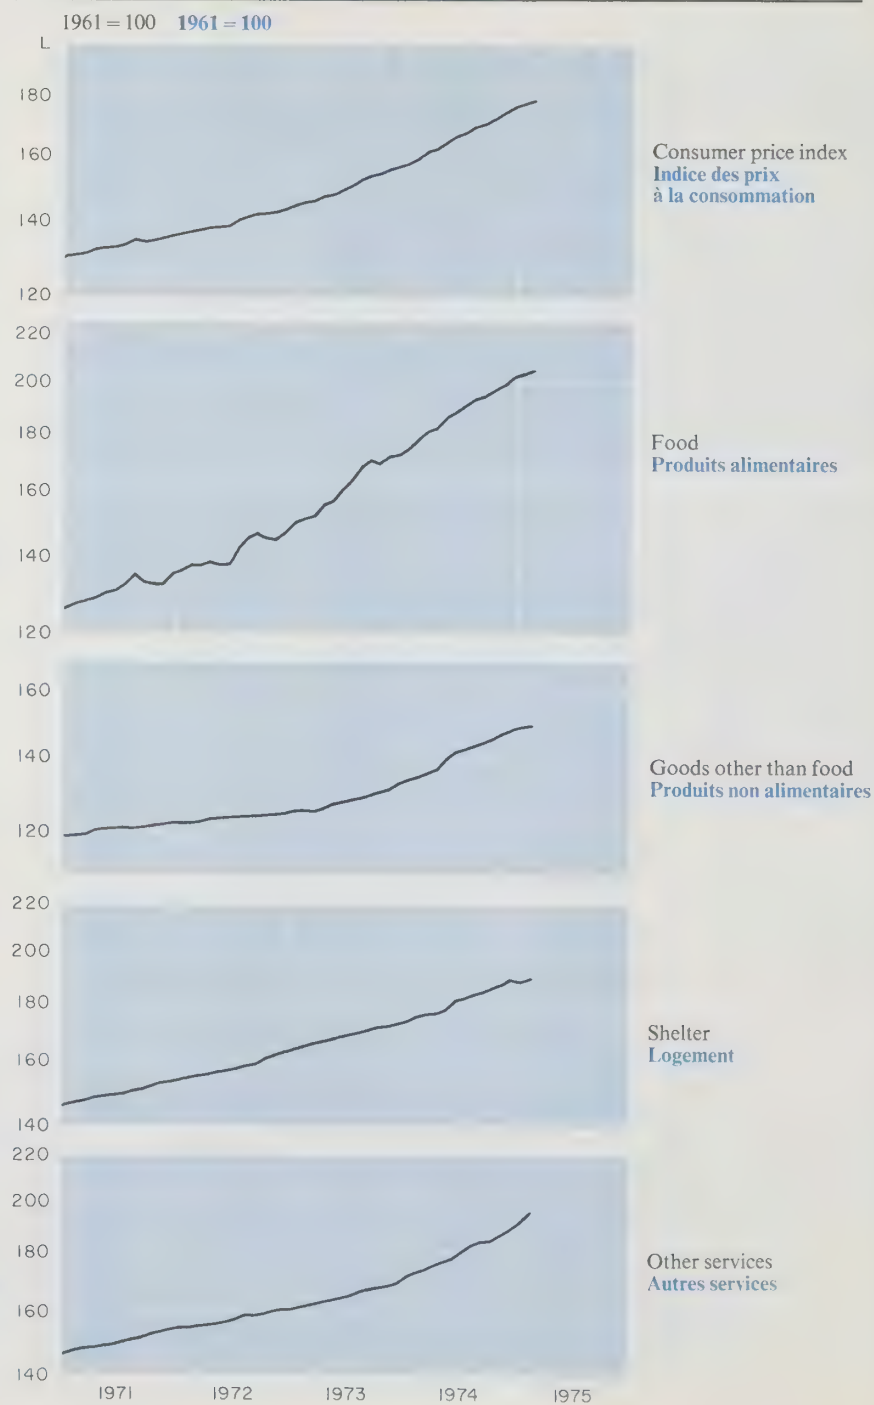 1961 = 100 1961 = 100
L
180
160
140
120
Consumer price index
Indice des prix
à la consommation
220
200
180
160
140
120
Food
Produits alimentaires
160
140
120
Goods other than food
Produits non alimentaires
220
200
180
160
140
Shelter
Logement
220
200
180
160
140
Other services
Autres services
1971 1972 1973 1974 1975